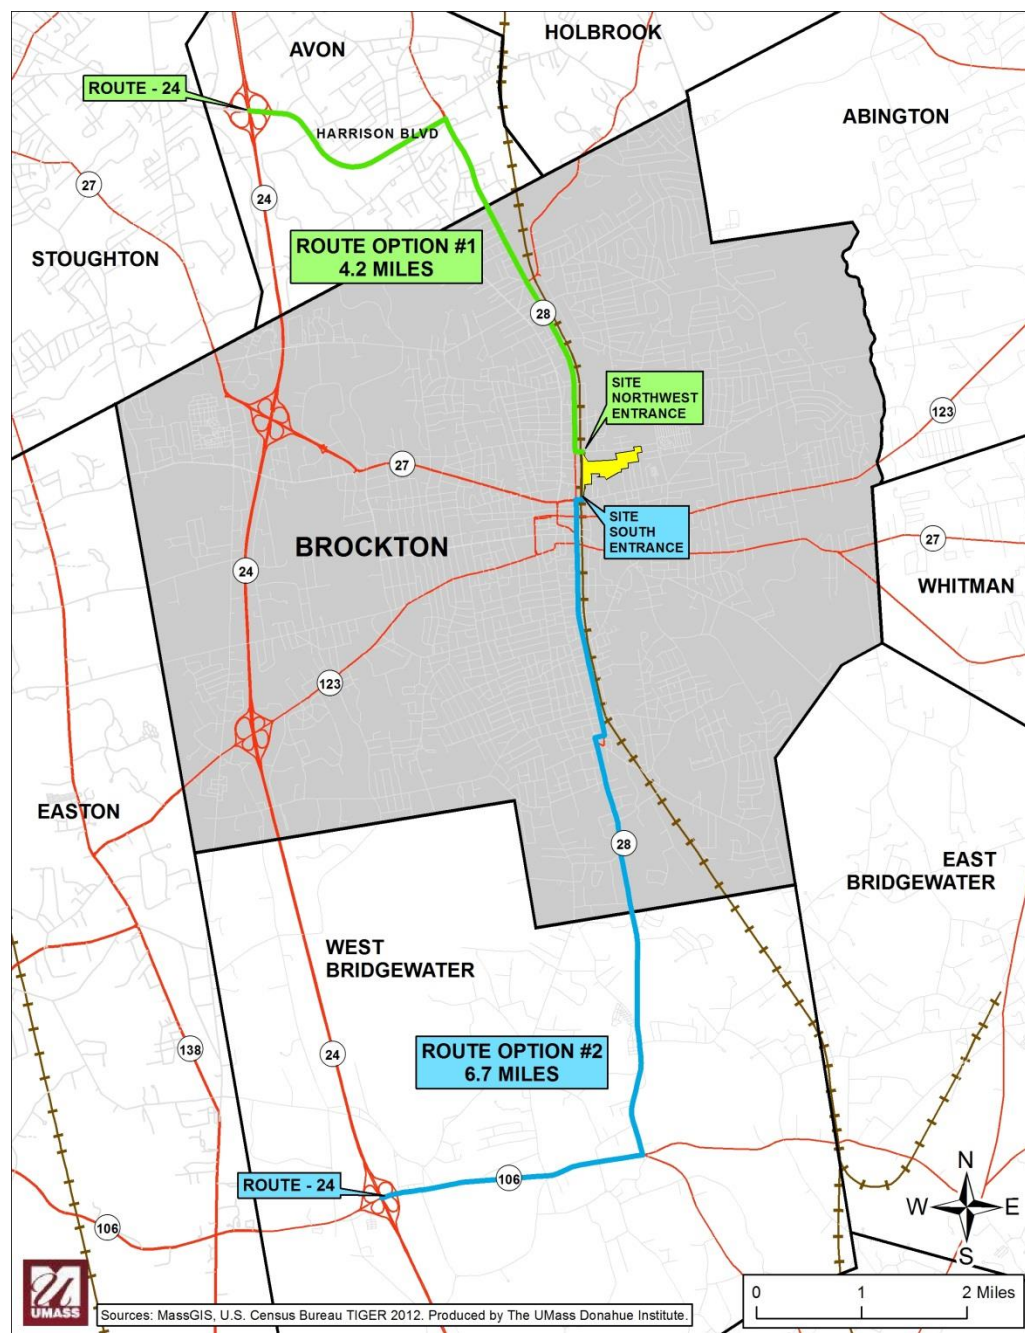 HOLBROOK
AVON
ROUTE - 24
ABINGTON
HARRISON BLVD
27
24
STOUGHTON
ROUTE OPTION #1
4.2 MILES
28
SITE
NORTHWEST
ENTRANCE
123
27
SITE
SOUTH
ENTRANCE
BROCKTON
27
24
WHITMAN
123
EASTON
28
EAST
BRIDGEWATER
WEST
BRIDGEWATER
138
24
ROUTE OPTION #2
6.7 MILES
ROUTE - 24
106
106
N
W E
S
UMASS
Sources: MassGIS, U.S. Census Bureau TIGER 2012. Produced by The UMass Donahue Institute.
0 1 2 Miles